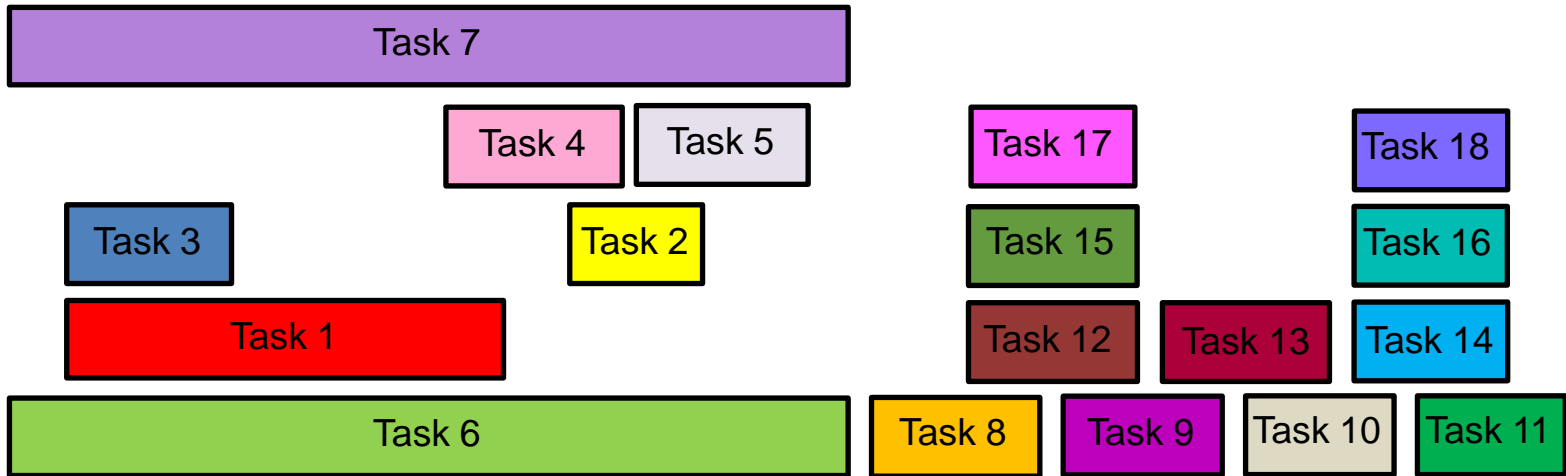 Task 7
Task 4
Task 5
Task 17
Task 18
Task 3
Task 2
Task 15
Task 16
Task 1
Task 12
Task 13
Task 14
Task 6
Task 8
Task 9
Task 10
Task 11